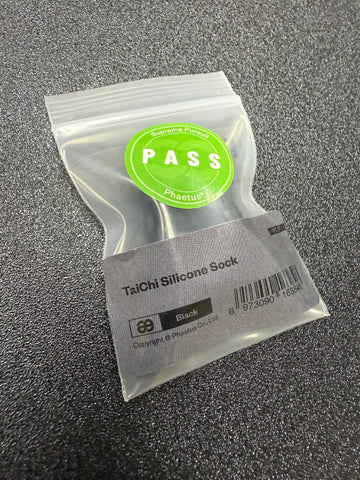 Supreme Pursuit
PASS
Phaetus®
TaiChi Silicone Sock
Black
Copyright © Phaetus Co., Ltd
6 973090